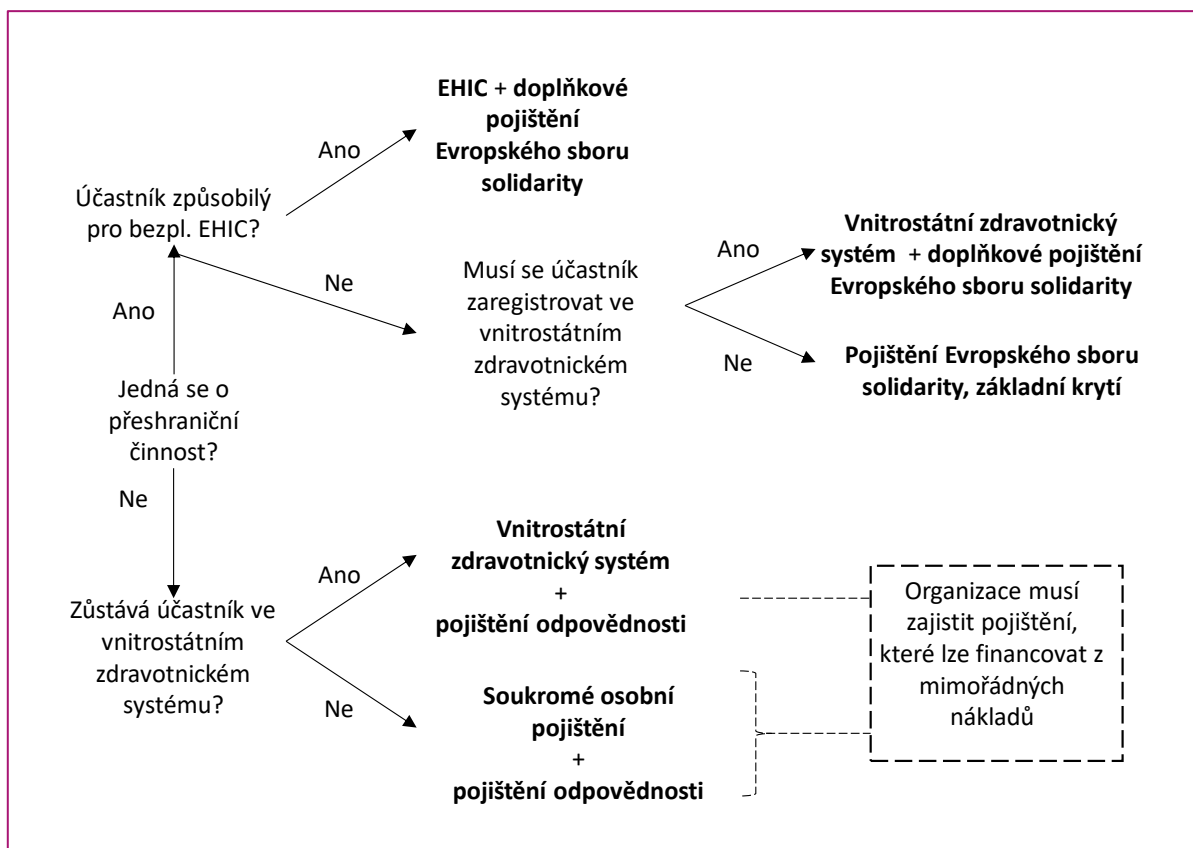 EHIC + doplňkové
pojištění
Evropského sboru
solidarity
Ano
Účastník způsobilý
pro bezpl. EHIC?
Ne
Musí se účastník
zaregistrovat ve
vnitrostátním
zdravotnickém
systému?
Ano
Vnitrostátní zdravotnický
systém + doplňkové pojištění
Evropského sboru solidarity
Ne
Pojištění Evropského sboru
solidarity, základní krytí
Ano
Jedná se o
přeshraniční
činnost?
Ne
Zůstává účastník ve
vnitrostátním
zdravotnickém
systému?
Ano
Vnitrostátní
zdravotnický systém
+
pojištění odpovědnosti
Ne
Soukromé osobní
pojištění
+
pojištění odpovědnosti
Organizace musí
zajistit pojištění,
které lze financovat z
mimořádných
nákladů